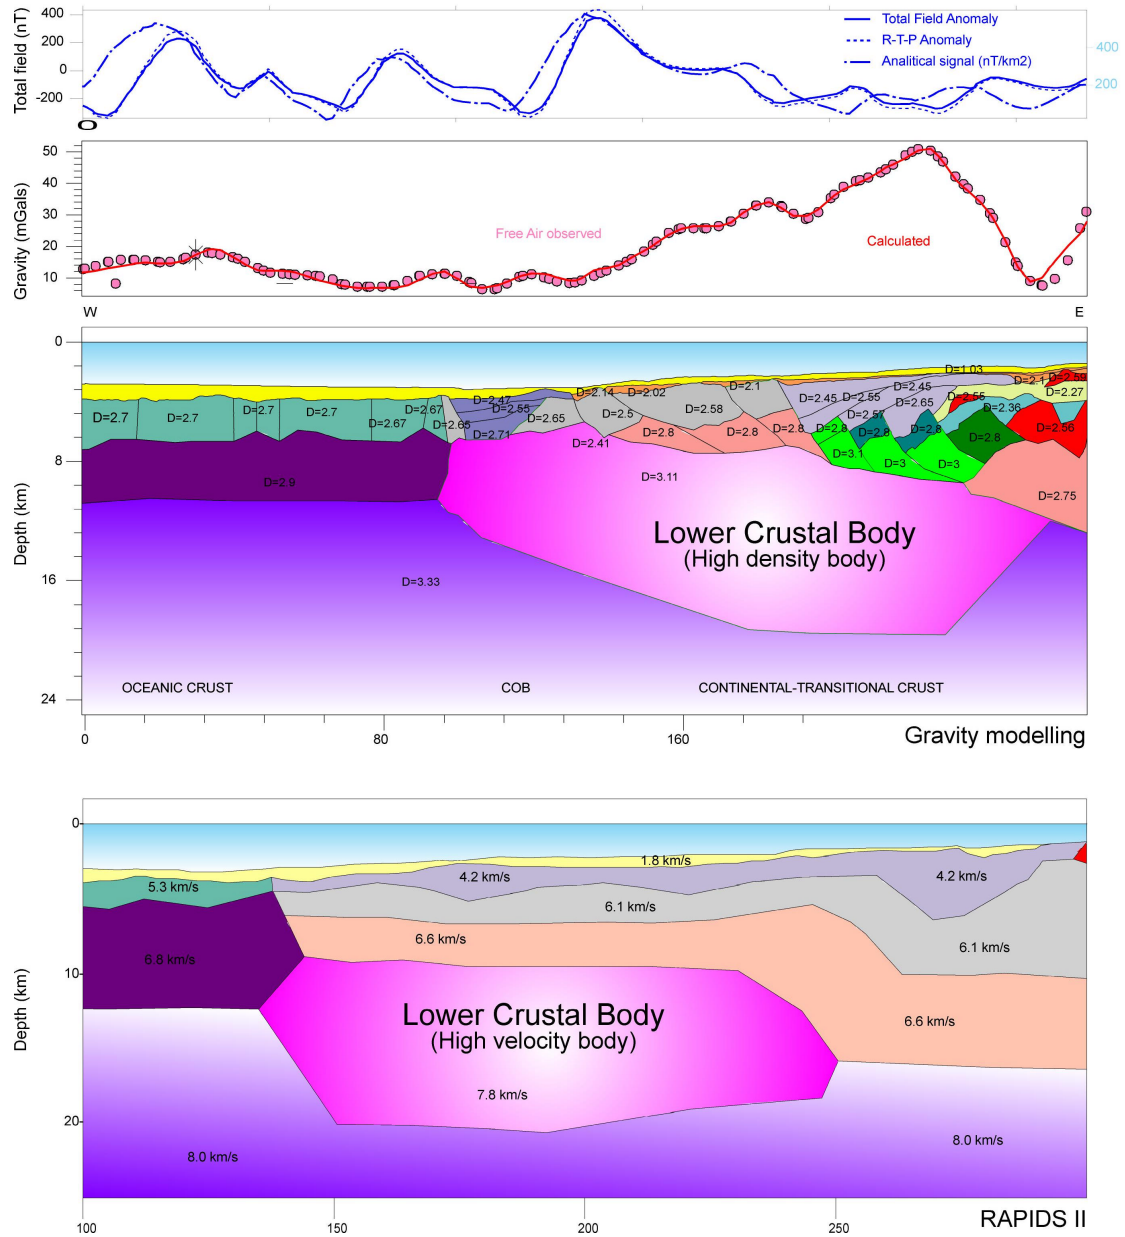 Total field (nT)
400
200
0
-200
Total Field Anomaly
R-T-P Anomaly
Analitical signal (nT/km2)
400
200
O
Gravity (mGals)
50
40
30
20
10
Free Air observed
Calculated
W
E
Depth (km)
0
8
16
24
D=1.03
D=2.7
D=2.7
D=2.7
D=2.7
D=2.67
D=2.67
D=2.65
D=2.47
D=2.55
D=2.71
D=2.65
D=2.14
D=2.02
D=2.5
D=2.58
D=2.1
D=2.41
D=2.8
D=2.8
D=2.8
D=2.45
D=2.45
D=2.55
D=2.57
D=2.65
D=2.8
D=2.8
D=2.8
D=3.1
D=3
D=3
D=2.55
D=2.36
D=2.8
D=2.1
D=2.59
D=2.27
D=2.56
D=2.75
D=2.9
D=3.11
Lower Crustal Body
(High density body)
D=3.33
OCEANIC CRUST
COB
CONTINENTAL-TRANSITIONAL CRUST
0
80
160
Gravity modelling
Depth (km)
0
10
20
1.8 km/s
4.2 km/s
4.2 km/s
5.3 km/s
6.1 km/s
6.1 km/s
6.6 km/s
6.8 km/s
6.6 km/s
Lower Crustal Body
(High velocity body)
7.8 km/s
8.0 km/s
8.0 km/s
100
150
200
250
RAPIDS II